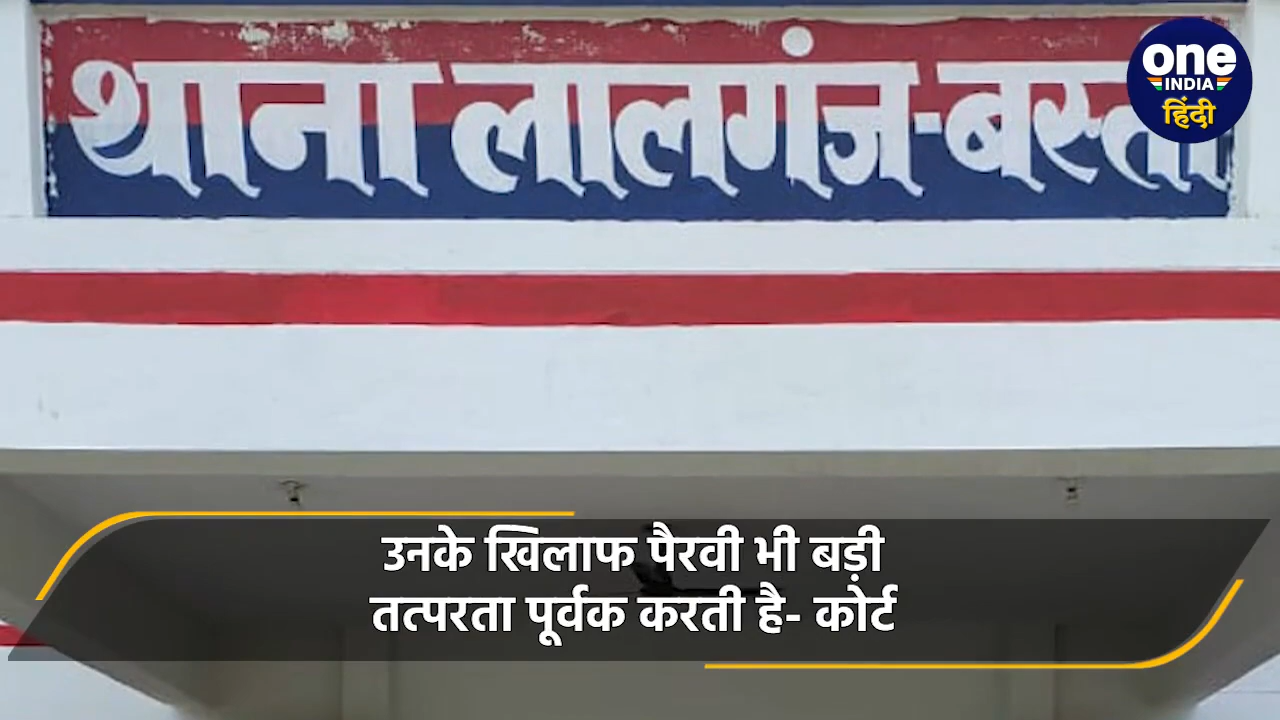 थाना लालगंज-बस्ती
one
INDIA
हिंदी
उनके खिलाफ पैरवी भी बड़ी
तत्परता पूर्वक करती है- कोर्ट